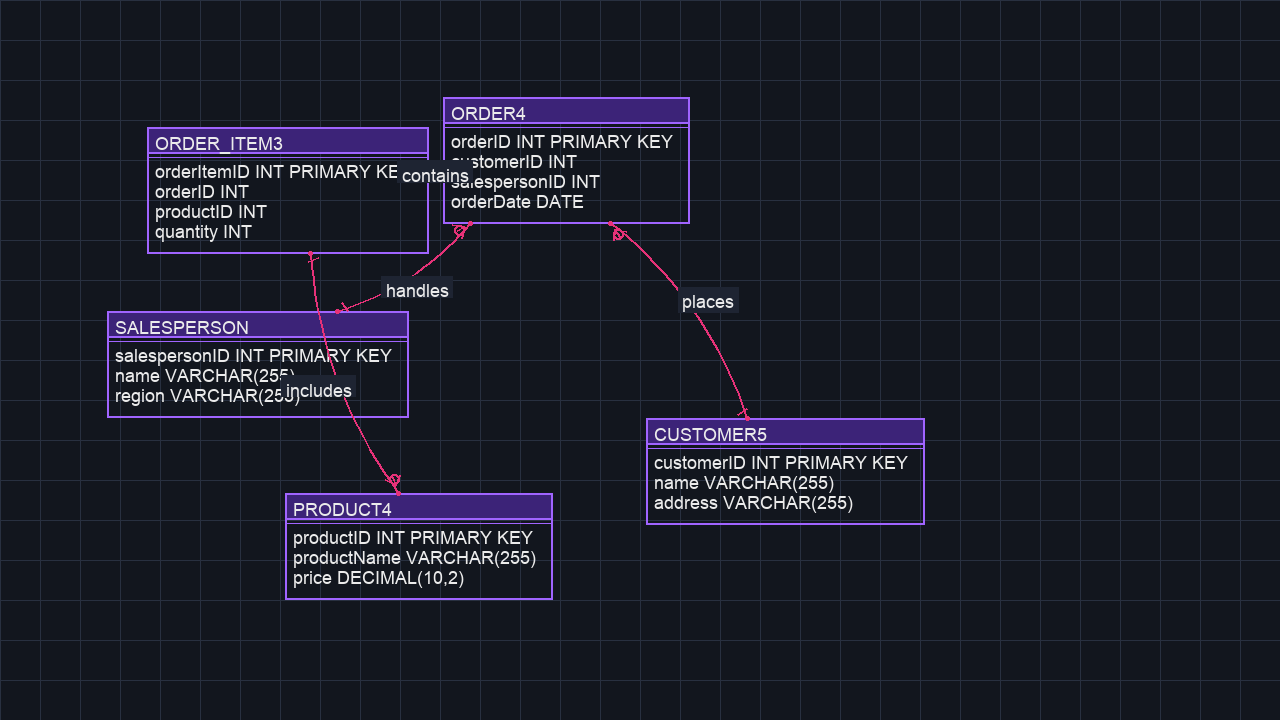 ORDER4
orderID INT PRIMARY KEY
customerID INT
salespersonID INT
orderDate DATE
ORDER_ITEM3
orderItemID INT PRIMARY KE
orderID INT
productID INT
quantity INT
contains
handles
places
SALESPERSON
salespersonID INT PRIMARY KEY
name VARCHAR(255)
region VARCHAR(255)
includes
CUSTOMER5
customerID INT PRIMARY KEY
name VARCHAR(255)
address VARCHAR(255)
PRODUCT4
productID INT PRIMARY KEY
productName VARCHAR(255)
price DECIMAL(10,2)